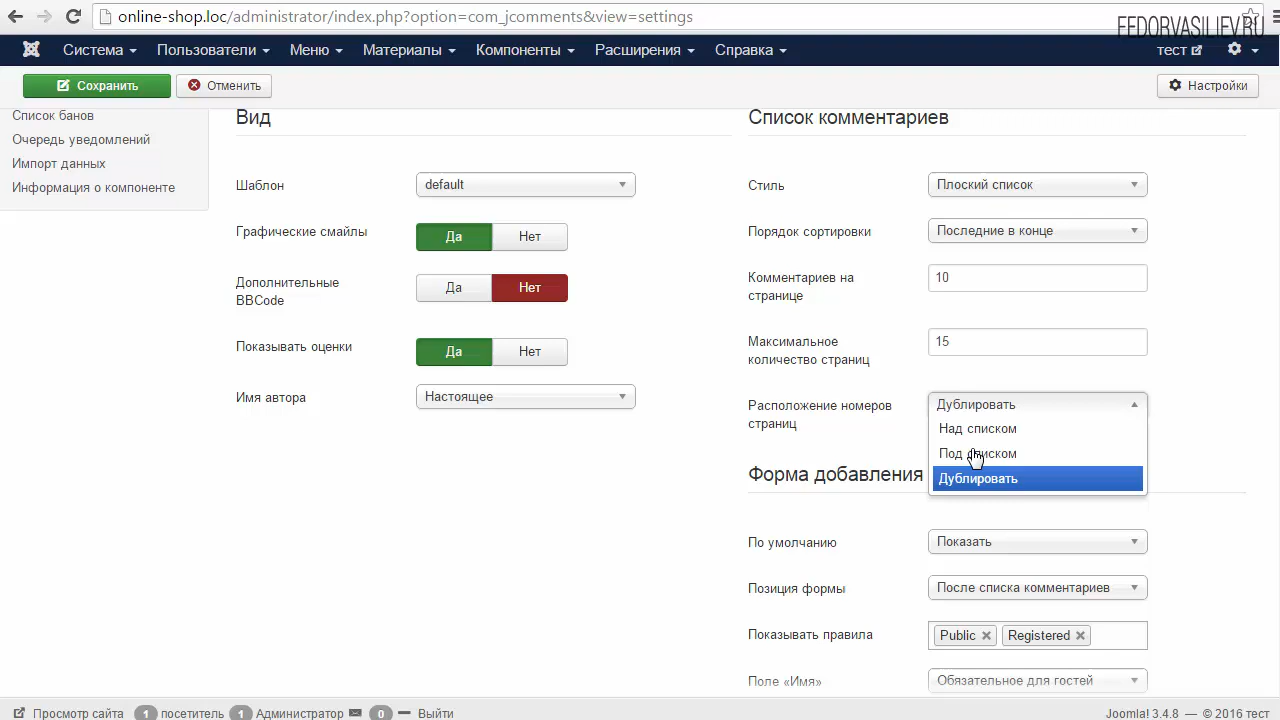 online-shop.loc/administrator/index.php?option=com_jcomments&view=settings
FEDORVASILIEV.RU
Система Пользователи Меню Материалы Компоненты Расширения Справка тест
Сохранить Отменить Настройки
Список банов
Очередь уведомлений
Импорт данных
Информация о компоненте
Вид
Шаблон default
Графические смайлы Да Нет
Дополнительные
BBCode Да Нет
Показывать оценки Да Нет
Имя автора Настоящее
Список комментариев
Стиль Плоский список
Порядок сортировки Последние в конце
Комментариев на
странице 10
Максимальное
количество страниц 15
Расположение номеров
страниц Дублировать
Над списком
Под списком
Дублировать
Форма добавления
По умолчанию Показать
Позиция формы После списка комментариев
Показывать правила Public Registered
Поле «Имя» Обязательное для гостей
Просмотр сайта 1 посетитель 1 Администратор 0 Выйти Joomla! 3.4.8 — © 2016 тест